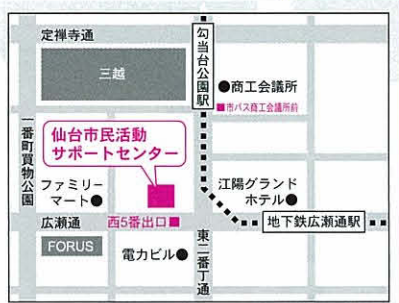 定禅寺通
三越
勾当台公園駅
●商工会議所
■市バス商工会議所前
一番町買物公園
仙台市民活動
サポートセンター
ファミリー
マート●
江陽グランド
ホテル●
広瀬通
西5番出口■
地下鉄広瀬通駅
FORUS
電力ビル●
東二番丁通